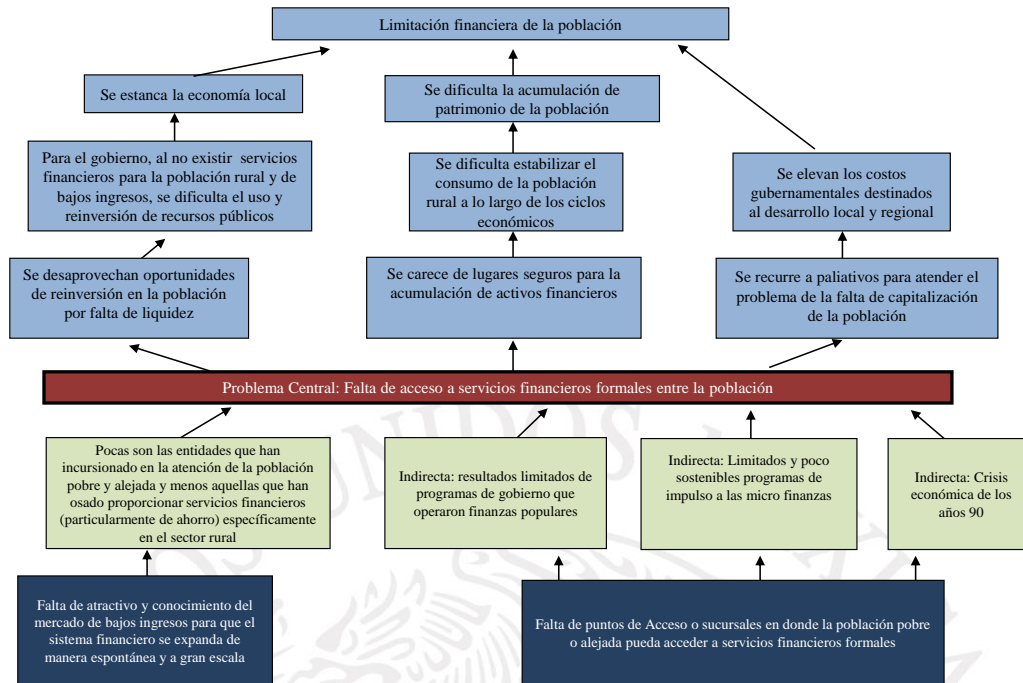 Limitación financiera de la población
Se estanca la economía local
Se dificulta la acumulación de
patrimonio de la población
Para el gobierno, al no existir servicios
financieros para la población rural y de
bajos ingresos, se dificulta el uso y
reinversión de recursos públicos
Se dificulta estabilizar el
consumo de la población
rural a lo largo de los ciclos
económicos
Se elevan los costos
gubernamentales destinados
al desarrollo local y regional
Se desaprovechan oportunidades
de reinversión en la población
por falta de liquidez
Se carece de lugares seguros para la
acumulación de activos financieros
Se recurre a paliativos para atender el
problema de la falta de capitalización
de la población
Problema Central: Falta de acceso a servicios financieros formales entre la población
Pocas son las entidades que han
incursionado en la atención de la población
pobre y alejada y menos aquellas que han
osado proporcionar servicios financieros
(particularmente de ahorro) específicamente
en el sector rural
Indirecta: resultados limitados de
programas de gobierno que
operaron finanzas populares
Indirecta: Limitados y poco
sostenibles programas de
impulso a las micro finanzas
Indirecta: Crisis
económica de los
años 90
Falta de atractivo y conocimiento del
mercado de bajos ingresos para que el
sistema financiero se expanda de
manera espontánea y a gran escala
Falta de puntos de Acceso o sucursales en donde la población pobre
o alejada pueda acceder a servicios financieros formales